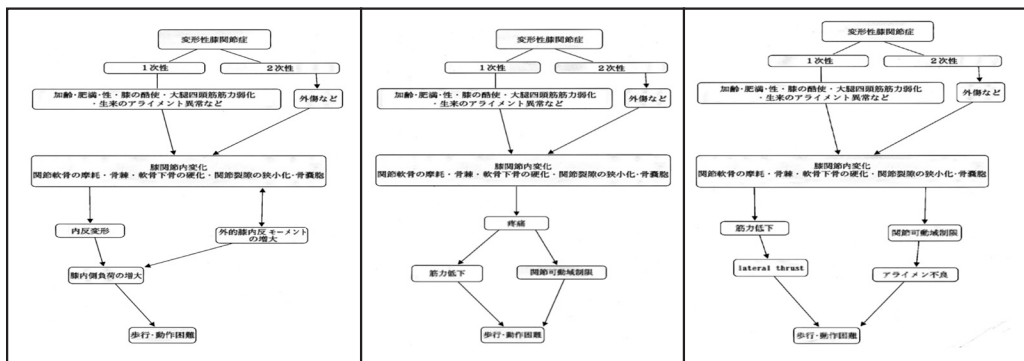 変形性膝関節症
1次性
2次性
加齢・肥満・性・膝の酷使・大腿四頭筋筋力弱化
・生来のアライメント異常など
外傷など
膝関節内変化
関節軟骨の摩耗・骨棘・軟骨下骨の硬化・関節裂隙の狭小化・骨嚢胞
内反変形
外的膝内反モーメント
の増大
膝内側負荷の増大
歩行・動作困難
変形性膝関節症
1次性
2次性
加齢・肥満・性・膝の酷使・大腿四頭筋筋力弱化
・生来のアライメント異常など
外傷など
膝関節内変化
関節軟骨の摩耗・骨棘・軟骨下骨の硬化・関節裂隙の狭小化・骨嚢胞
疼痛
筋力低下
関節可動域制限
歩行・動作困難
変形性膝関節症
1次性
2次性
加齢・肥満・性・膝の酷使・大腿四頭筋筋力弱化
・生来のアライメント異常など
外傷など
膝関節内変化
関節軟骨の摩耗・骨棘・軟骨下骨の硬化・関節裂隙の狭小化・骨嚢胞
筋力低下
関節可動域制限
lateral thrust
アライメン不良
歩行・動作困難